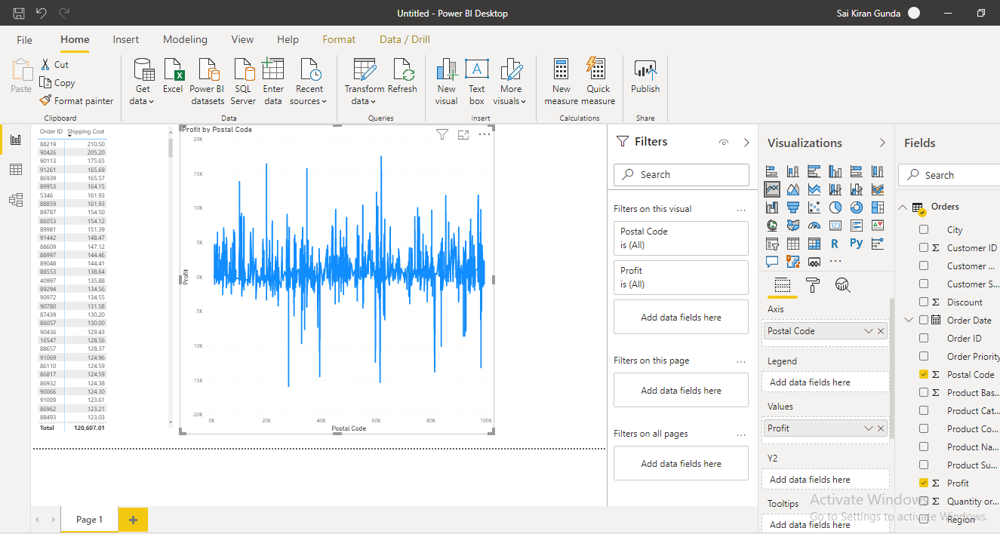 Untitled - Power BI Desktop
Sai Kiran Gunda
File Home Insert Modeling View Help Format Data / Drill
Paste
Cut
Copy
Format painter
Clipboard
Get data
Excel
Power BI datasets
SQL Server
Enter data
Recent sources
Data
Transform data
Refresh
Queries
New visual
Text box
More visuals
Insert
New measure
Quick measure
Calculations
Publish
Share
Order ID Shipping Cost
88219 210.50
90426 205.20
90113 175.65
91261 165.69
86939 165.57
89953 164.15
5346 161.93
88859 161.93
89787 154.50
86053 154.12
89981 151.39
91442 148.47
88609 147.12
88997 144.46
89048 144.41
88553 138.64
40997 135.88
89294 134.56
90972 134.55
90780 131.58
87439 130.20
86057 130.00
90436 129.43
16547 128.56
88657 128.37
91069 124.96
86110 124.59
86817 124.59
86932 124.38
90066 124.30
91009 123.61
86962 123.21
88493 123.03
Total 120,607.01
Profit by Postal Code
20K
15K
10K
5K
0K
-5K
-10K
-15K
-20K
Profit
0K 20K 40K 60K 80K 100K
Postal Code
Page 1
Filters
Search
Filters on this visual ...
Postal Code
is (All)
Profit
is (All)
Add data fields here
Filters on this page ...
Add data fields here
Filters on all pages ...
Add data fields here
Visualizations
123
R Py
...
Axis
Postal Code
Legend
Add data fields here
Values
Profit
Y2
Add data fields here
Tooltips
Add data fields here
Fields
Search
Orders
City
Σ Customer ID
Customer ...
Customer S...
Σ Discount
Order Date
Order ID
Order Priority
Σ Postal Code
Σ Product Bas...
Product Cat...
Product Co...
Product Na...
Product Su...
Σ Profit
Σ Quantity or...
Region
Activate Windows
Go to Settings to activate Windows.